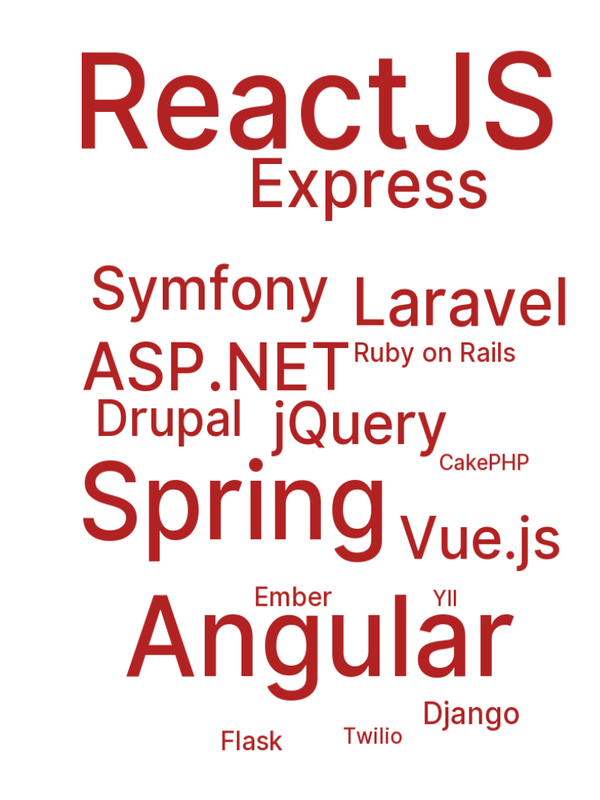 ReactJS
Express
Symfony
Laravel
ASP.NET
Ruby on Rails
Drupal
jQuery
CakePHP
Spring
Vue.js
Ember
YII
Angular
Django
Flask
Twilio